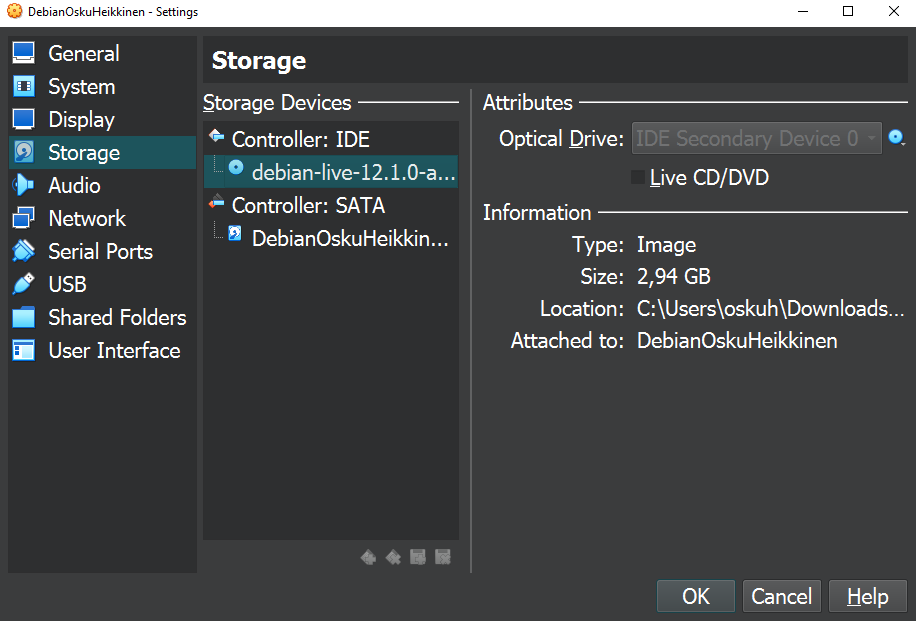 DebianOskuHeikkinen - Settings
General
System
Display
Storage
Audio
Network
Serial Ports
USB
Shared Folders
User Interface
Storage
Storage Devices
Controller: IDE
debian-live-12.1.0-a...
Controller: SATA
DebianOskuHeikkin...
Attributes
Optical Drive: IDE Secondary Device 0
Live CD/DVD
Information
Type: Image
Size: 2,94 GB
Location: C:\Users\oskuh\Downloads...
Attached to: DebianOskuHeikkinen
OK Cancel Help